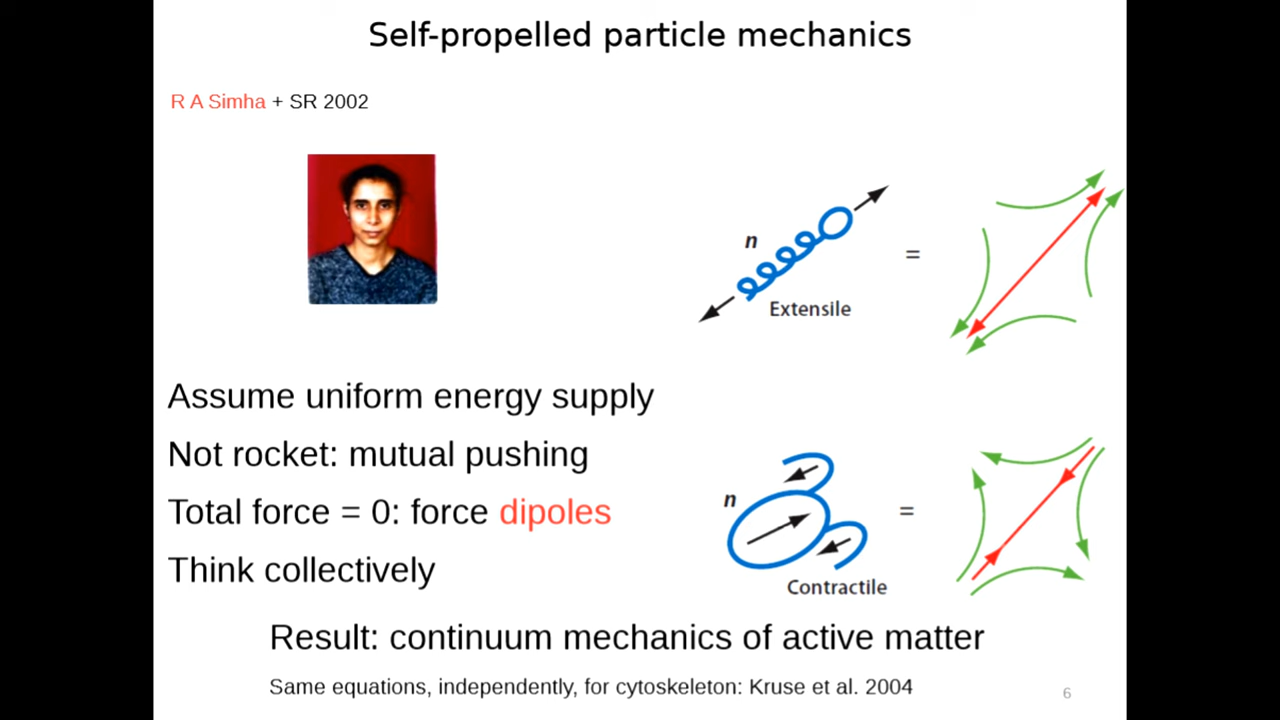 Self-propelled particle mechanics
R A Simha + SR 2002
n
=
Extensile
Assume uniform energy supply
Not rocket: mutual pushing
Total force = 0: force dipoles
Think collectively
n
=
Contractile
Result: continuum mechanics of active matter
Same equations, independently, for cytoskeleton: Kruse et al. 2004
6